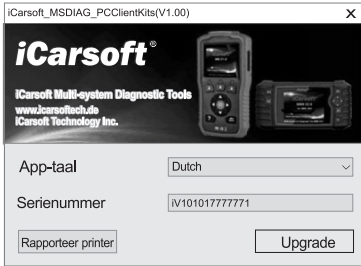 iCarsoft_MSDIAG_PCClientKits(V1.00) X
iCarsoft®
iCarsoft Multi-system Diagnostic Tools
www.icarsoftech.de
iCarsoft Technology Inc.
App-taal Dutch
Serienummer iV101017777771
Rapporteer printer Upgrade